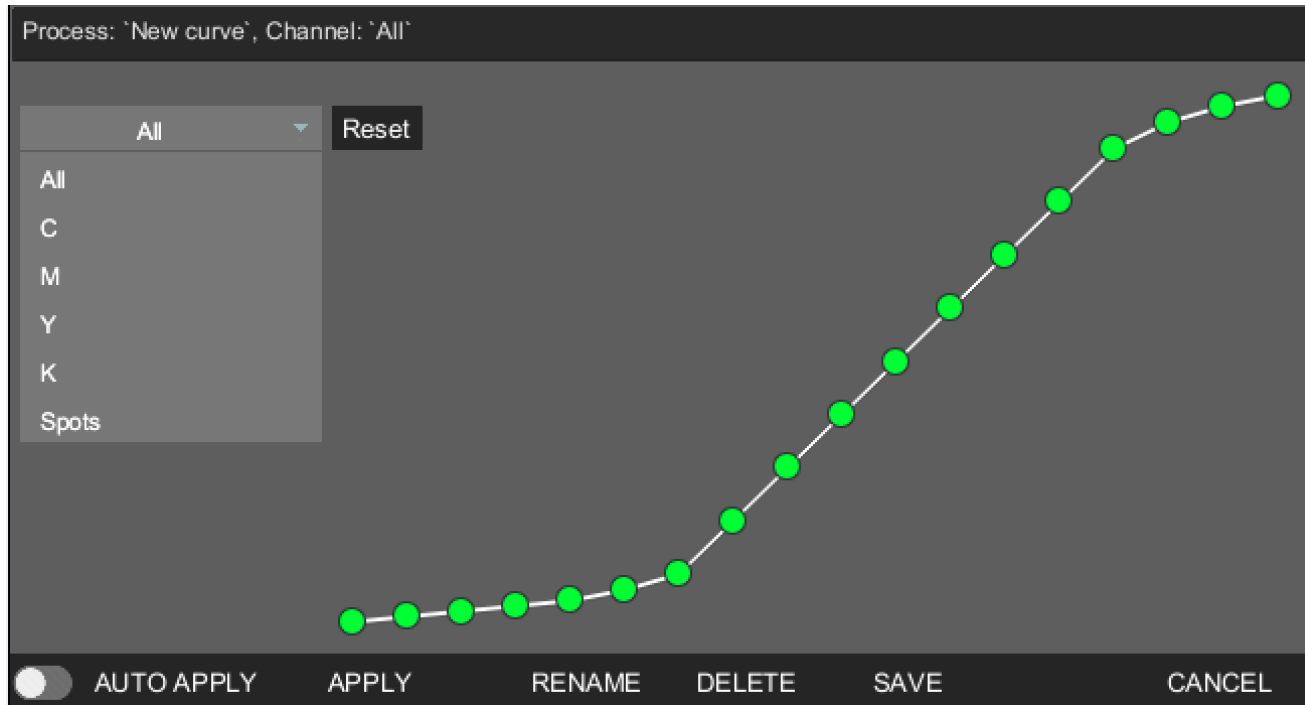 Process: `New curve`, Channel: `All`
All Reset
All
C
M
Y
K
Spots
AUTO APPLY APPLY RENAME DELETE SAVE CANCEL